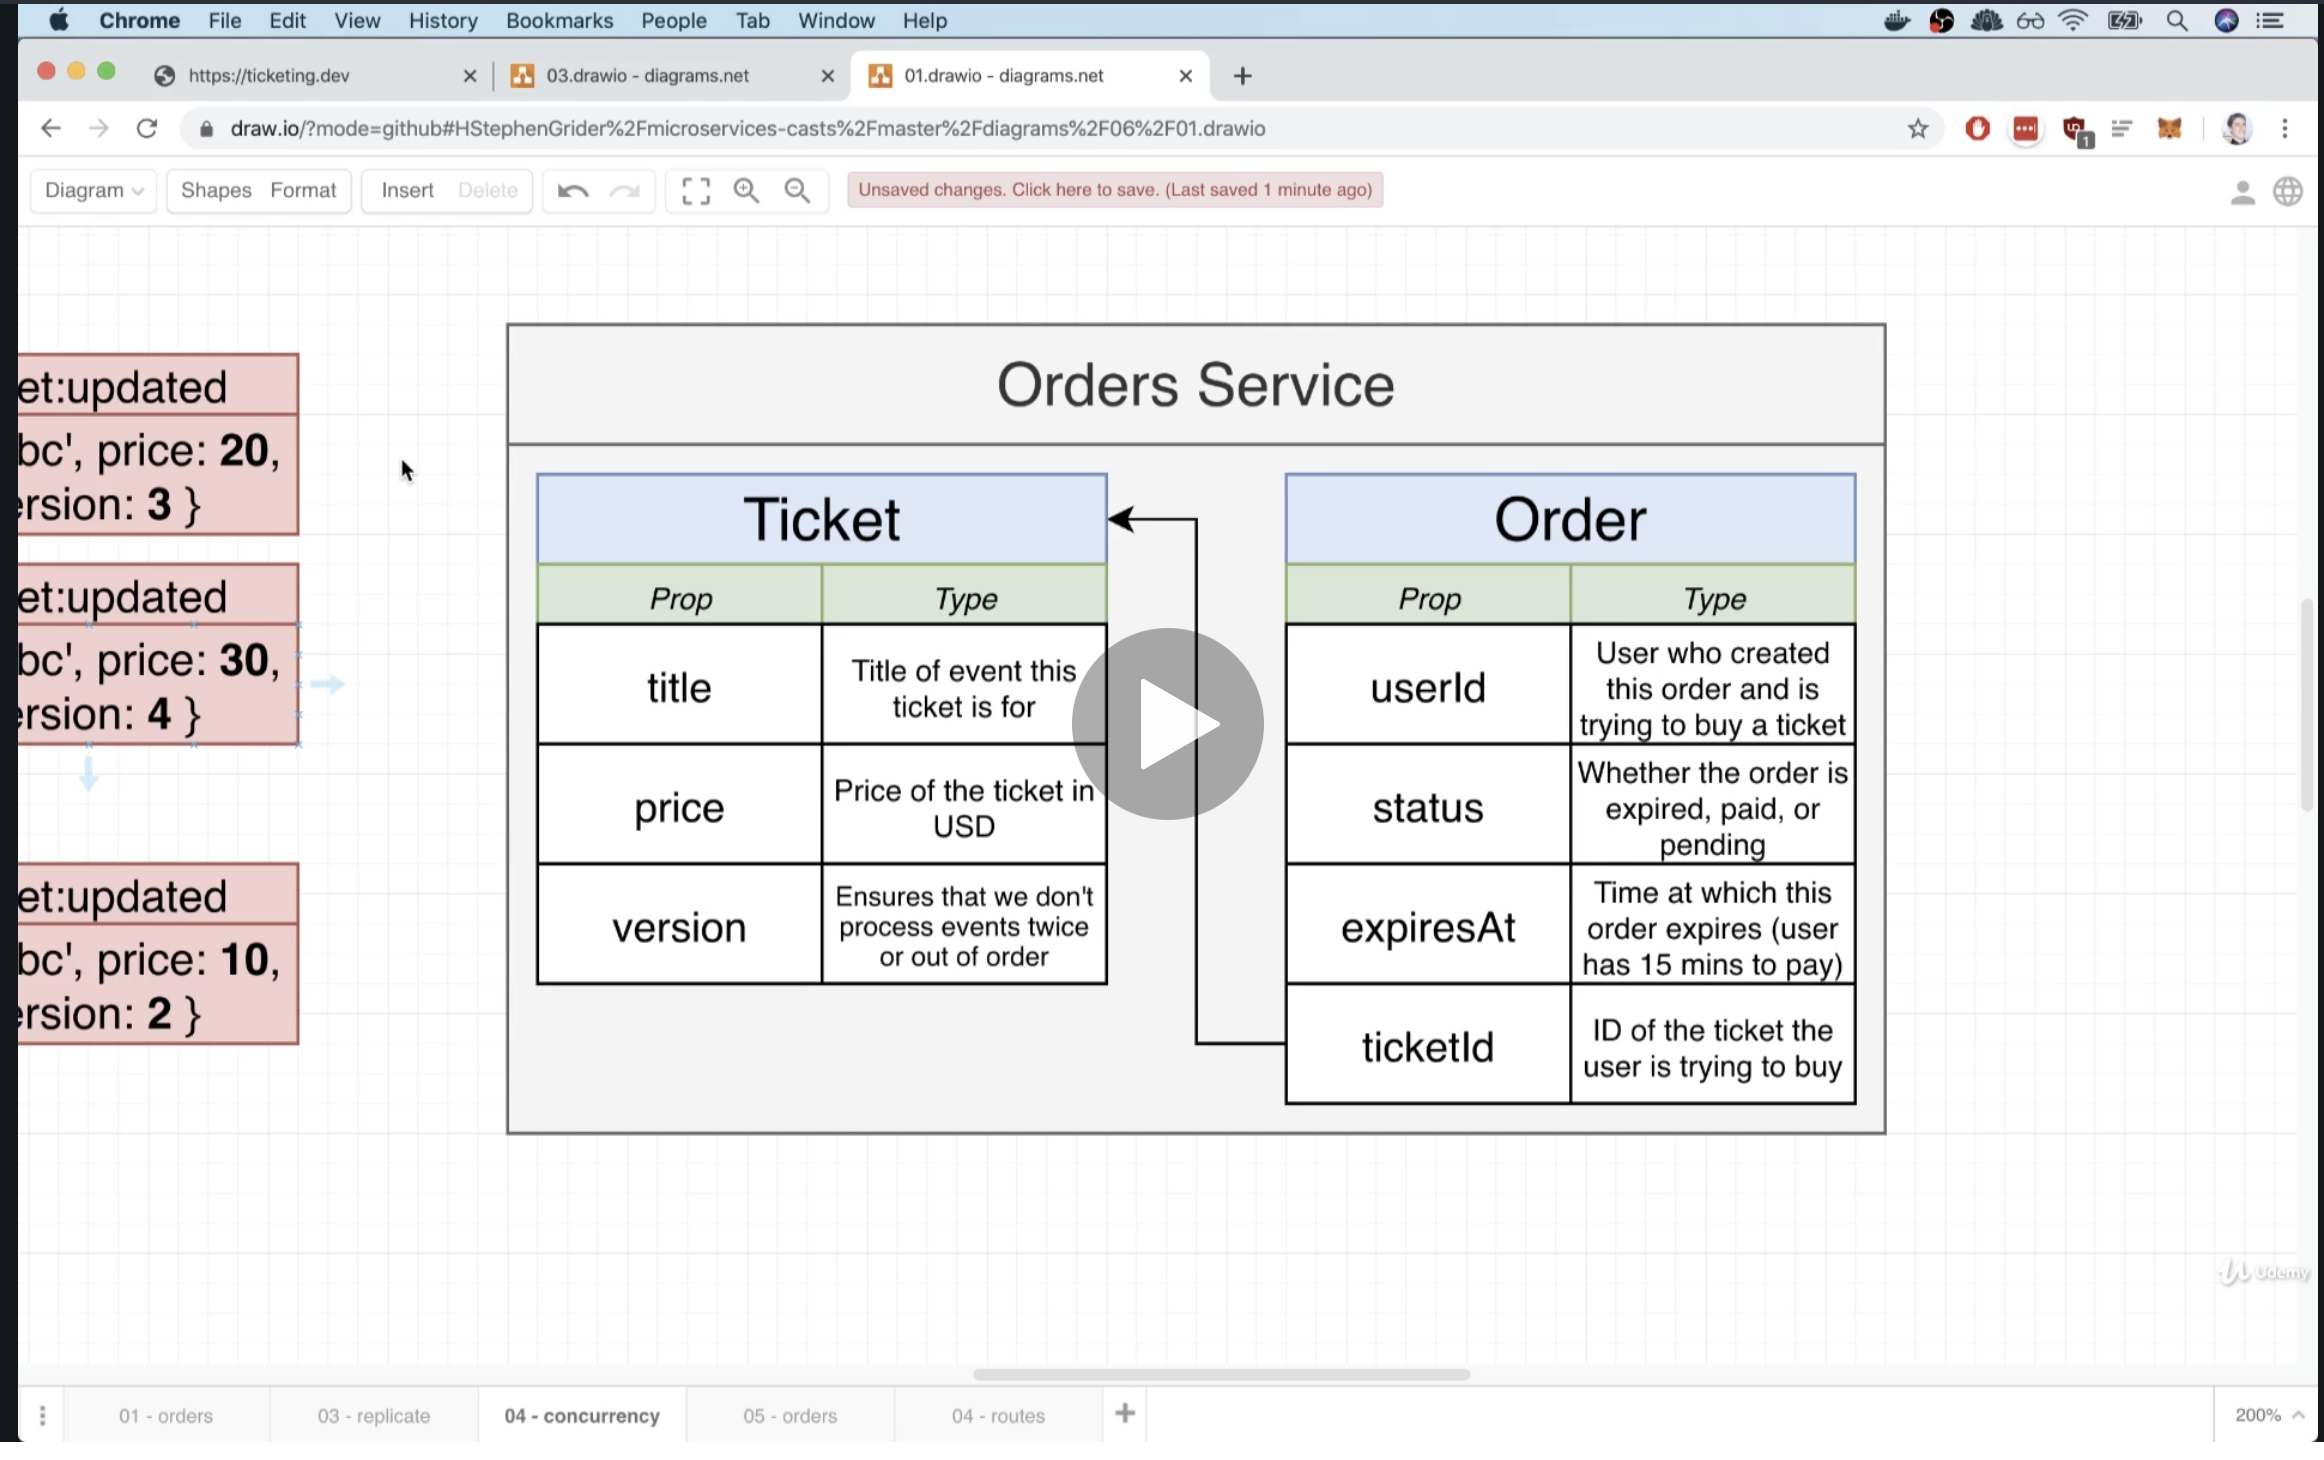 Chrome File Edit View History Bookmarks People Tab Window Help
https://ticketing.dev
03.drawio - diagrams.net
01.drawio - diagrams.net
draw.io/?mode=github#HStephenGrider%2Fmicroservices-casts%2Fmaster%2Fdiagrams%2F06%2F01.drawio
1
Diagram Shapes Format Insert Delete
Unsaved changes. Click here to save. (Last saved 1 minute ago)
et:updated
bc', price: 20,
ersion: 3 }
et:updated
bc', price: 30,
ersion: 4 }
et:updated
bc', price: 10,
ersion: 2 }
Orders Service
Ticket
Prop Type
title
Title of event this
ticket is for
price
Price of the ticket in
USD
version
Ensures that we don't
process events twice
or out of order
Order
Prop Type
userId
User who created
this order and is
trying to buy a ticket
status
Whether the order is
expired, paid, or
pending
expiresAt
Time at which this
order expires (user
has 15 mins to pay)
ticketId
ID of the ticket the
user is trying to buy
Udemy
01 - orders
03 - replicate
04 - concurrency
05 - orders
04 - routes
200%